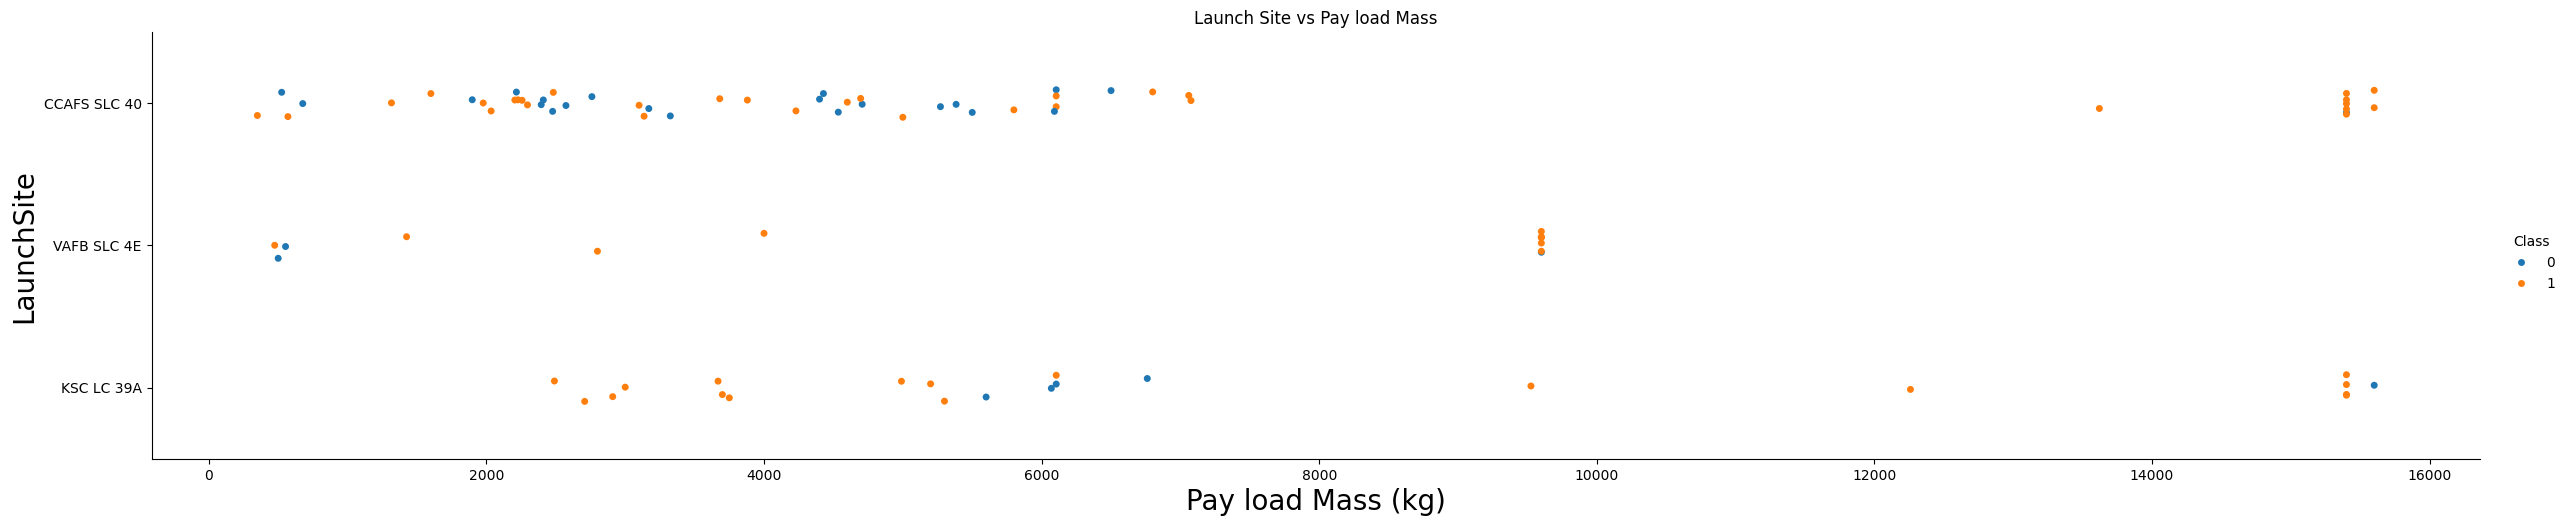 Launch Site vs Pay load Mass
LaunchSite
CCAFS SLC 40
VAFB SLC 4E
KSC LC 39A
0 2000 4000 6000 8000 10000 12000 14000 16000
Pay load Mass (kg)
Class
0
1